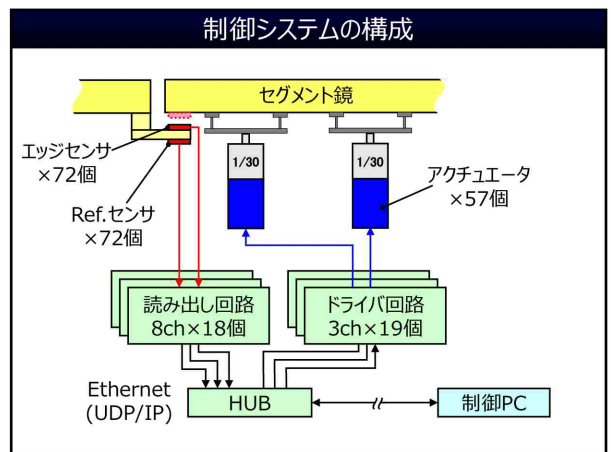 制御システムの構成
セグメント鏡
エッジセンサ
×72個
Ref.センサ
×72個
1/30
1/30
アクチュエータ
×57個
読み出し回路
8ch×18個
ドライバ回路
3ch×19個
Ethernet
(UDP/IP)
HUB
制御PC